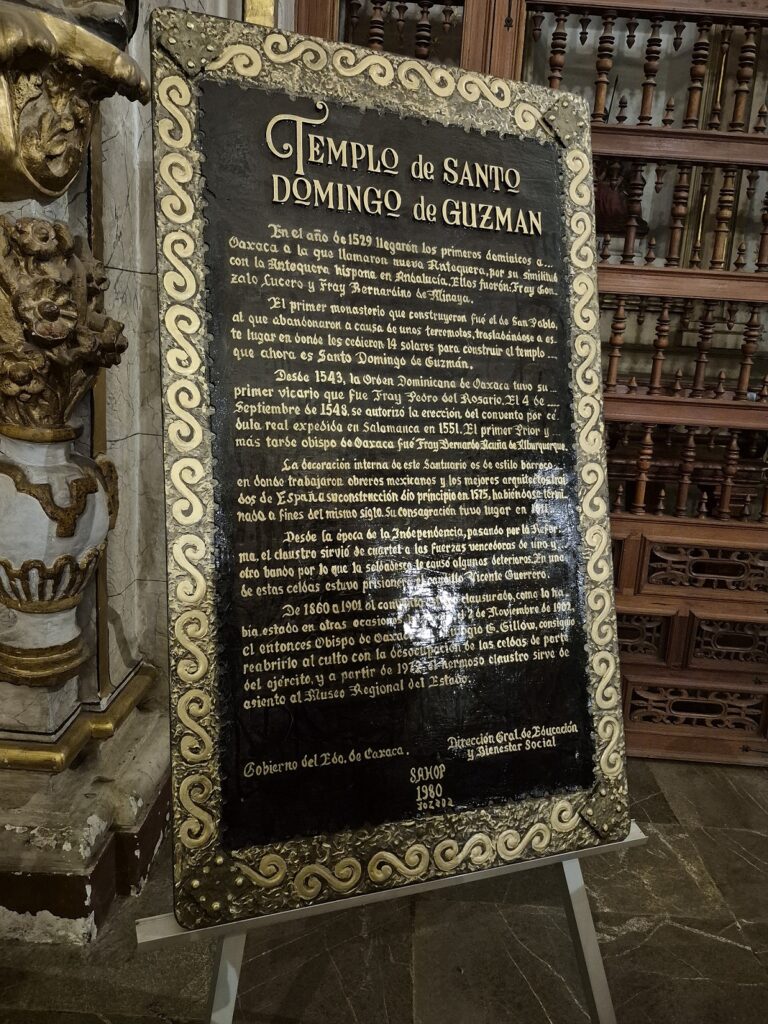 TEMPLO de SANTO
DOMINGO de GUZMAN
En el año de 1529 llegarón los primeros dominicos a
Oaxaca a la que llamaron nueva Antequera, por su similitud
con la Antequera hispana en Andalucía. Ellos fuerón: Fray Gon
zalo Lucero y Fray Bernardino de Minaya.
El primer monasterio que construyeron fué el de San Pablo,
al que abandonaron a causa de unos terremotos, trasladándose a es
te lugar en donde les cedieron 14 solares para construir el templo
que ahora es Santo Domingo de Guzmán.
Desde 1543, la Orden Dominicana de Oaxaca tuvo su
primer vicario que fue Fray Pedro del Rosario. El 4 de
Septiembre de 1548, se autorizó la erección del convento por cé
dula real expedida en Salamanca en 1551. El primer Prior y
más tarde obispo de Oaxaca fué Fray Bernardo Acuña de Alburquerque
La decoración interna de este Santuario es de estilo barroco
en donde trabajaron obreros mexicanos y los mejores arquitectos traí
dos de España su construcción dio principio en 1575, habiéndose termi
nado a fines del mismo siglo. Su consagración tuvo lugar en
Desde la época de la Independencia, pasando por la Refor
ma, el claustro sirvió de cuartel a las fuerzas vencedoras de uno y
otro bando por lo que la soldadesca le causó algunos deterioros. En una
de estas celdas estuvo prisionero el caudillo Vicente Guerrero.
De 1860 a 1901 el clausurado, como lo ha
bía estado en otras 2 de Noviembre de 1902,
el entonces Obispo de G. Gillów, consiguió
reabrirlo al culto con la desocupación de las celdas de parte
del ejército, y a partir de el hermoso claustro sirve de
asiento al Museo Regional del Estado.
Gobierno del Edo. de Oaxaca.
Dirección Gral. de Educación
y Bienestar Social
SAHOP
1980